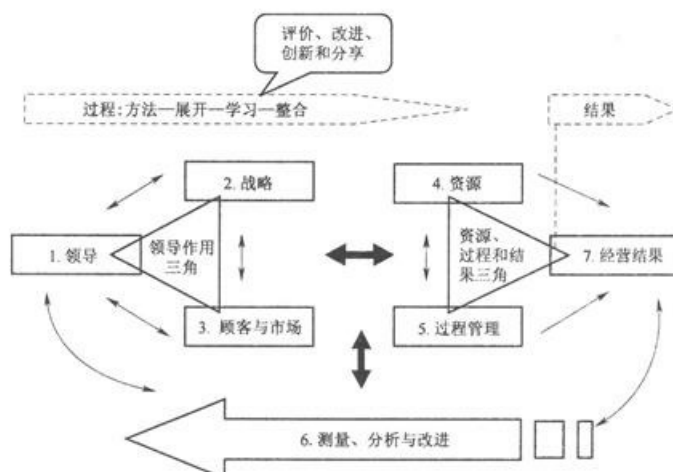 评价、改进、
创新和分享
过程:方法—展开—学习—整合
结果
2. 战略
4. 资源
1. 领导
领导作用
三角
资源、
过程和结
果三角
7. 经营结果
3. 顾客与市场
5. 过程管理
6. 测量、分析与改进